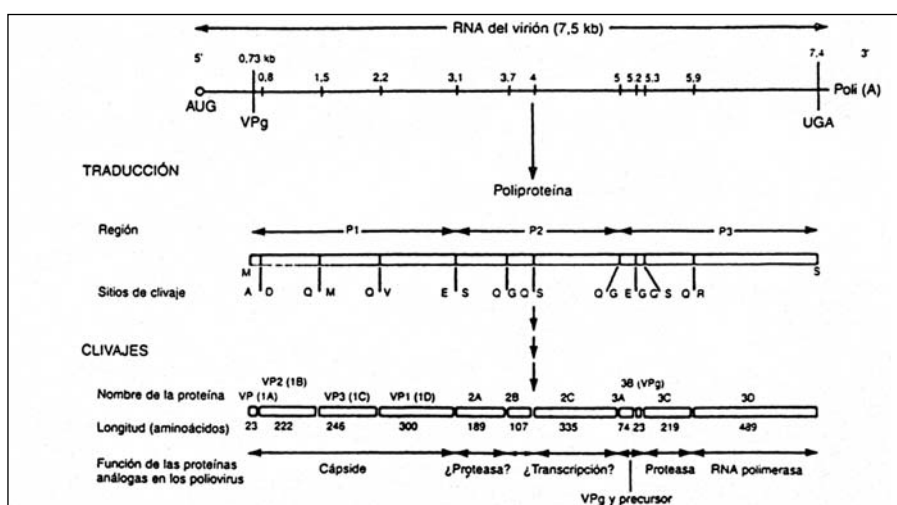 RNA del virión (7,5 kb)
5' 0,73 kb 7,4 3'
0,8 1,5 2,2 3,1 3,7 4 5 5,2 5,3 5,9
Poli (A)
AUG VPg UGA
TRADUCCIÓN
Poliproteína
Región P1 P2 P3
M S
Sitios de clivaje A D Q M Q V E S Q G Q S Q G E G S Q R
CLIVAJES
3B (VPg)
Nombre de la proteína VP (1A) VP2 (1B) VP3 (1C) VP1 (1D) 2A 2B 2C 3A 3C 3D
Longitud (aminoácidos) 23 222 246 300 189 107 335 74 23 219 489
Función de las proteínas
análogas en los poliovirus
Cápside ¿Proteasa? ¿Transcripción? Proteasa RNA polimerasa
VPg y precursor